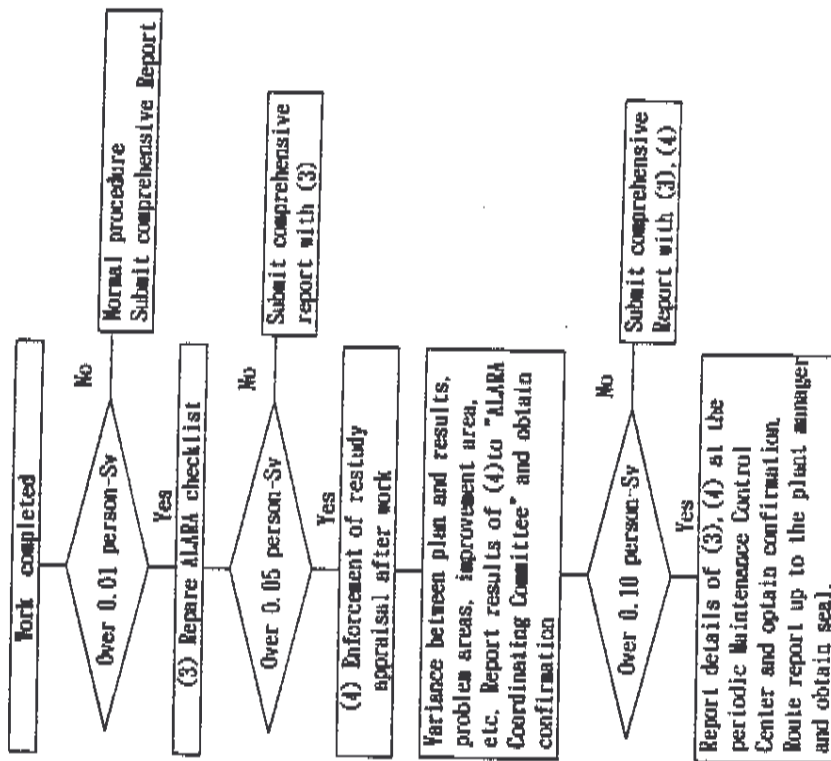 Work completed
Over 0.01 person-Sv
No
Normal procedure
Submit comprehensive Report
Yes
(3) Repare ALARA checklist
Over 0.05 person-Sv
No
Submit comprehensive
report with (3)
Yes
(4) Enforcement of restudy
appraisal after work
Variance between plan and results,
problem areas, improvement area,
etc. Report results of (4)to "ALARA
Coordinating Committee" and obtain
confirmation
Over 0.10 person-Sv
No
Submit comprehensive
Report with (3), (4)
Yes
Report details of (3), (4) at the
periodic Maintenance Control
Center and optain confirmation.
Route report up to the plant manager
and obtain seal.